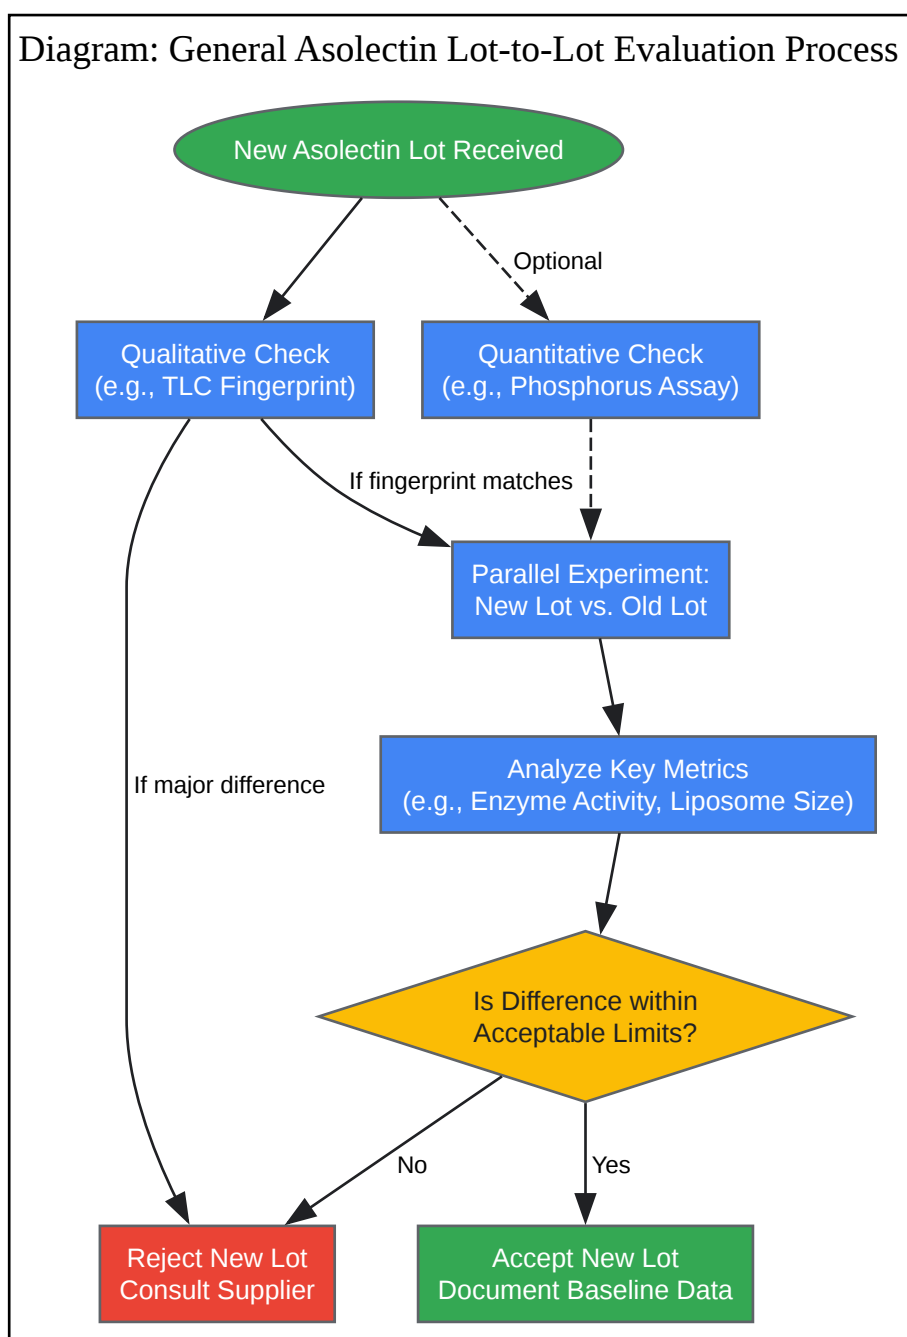 Diagram: General Asolectin Lot-to-Lot Evaluation Process
New Asolectin Lot Received
Optional
Qualitative Check
(e.g., TLC Fingerprint)
Quantitative Check
(e.g., Phosphorus Assay)
If fingerprint matches
Parallel Experiment:
New Lot vs. Old Lot
If major difference
Analyze Key Metrics
(e.g., Enzyme Activity, Liposome Size)
Is Difference within
Acceptable Limits?
No
Yes
Reject New Lot
Consult Supplier
Accept New Lot
Document Baseline Data